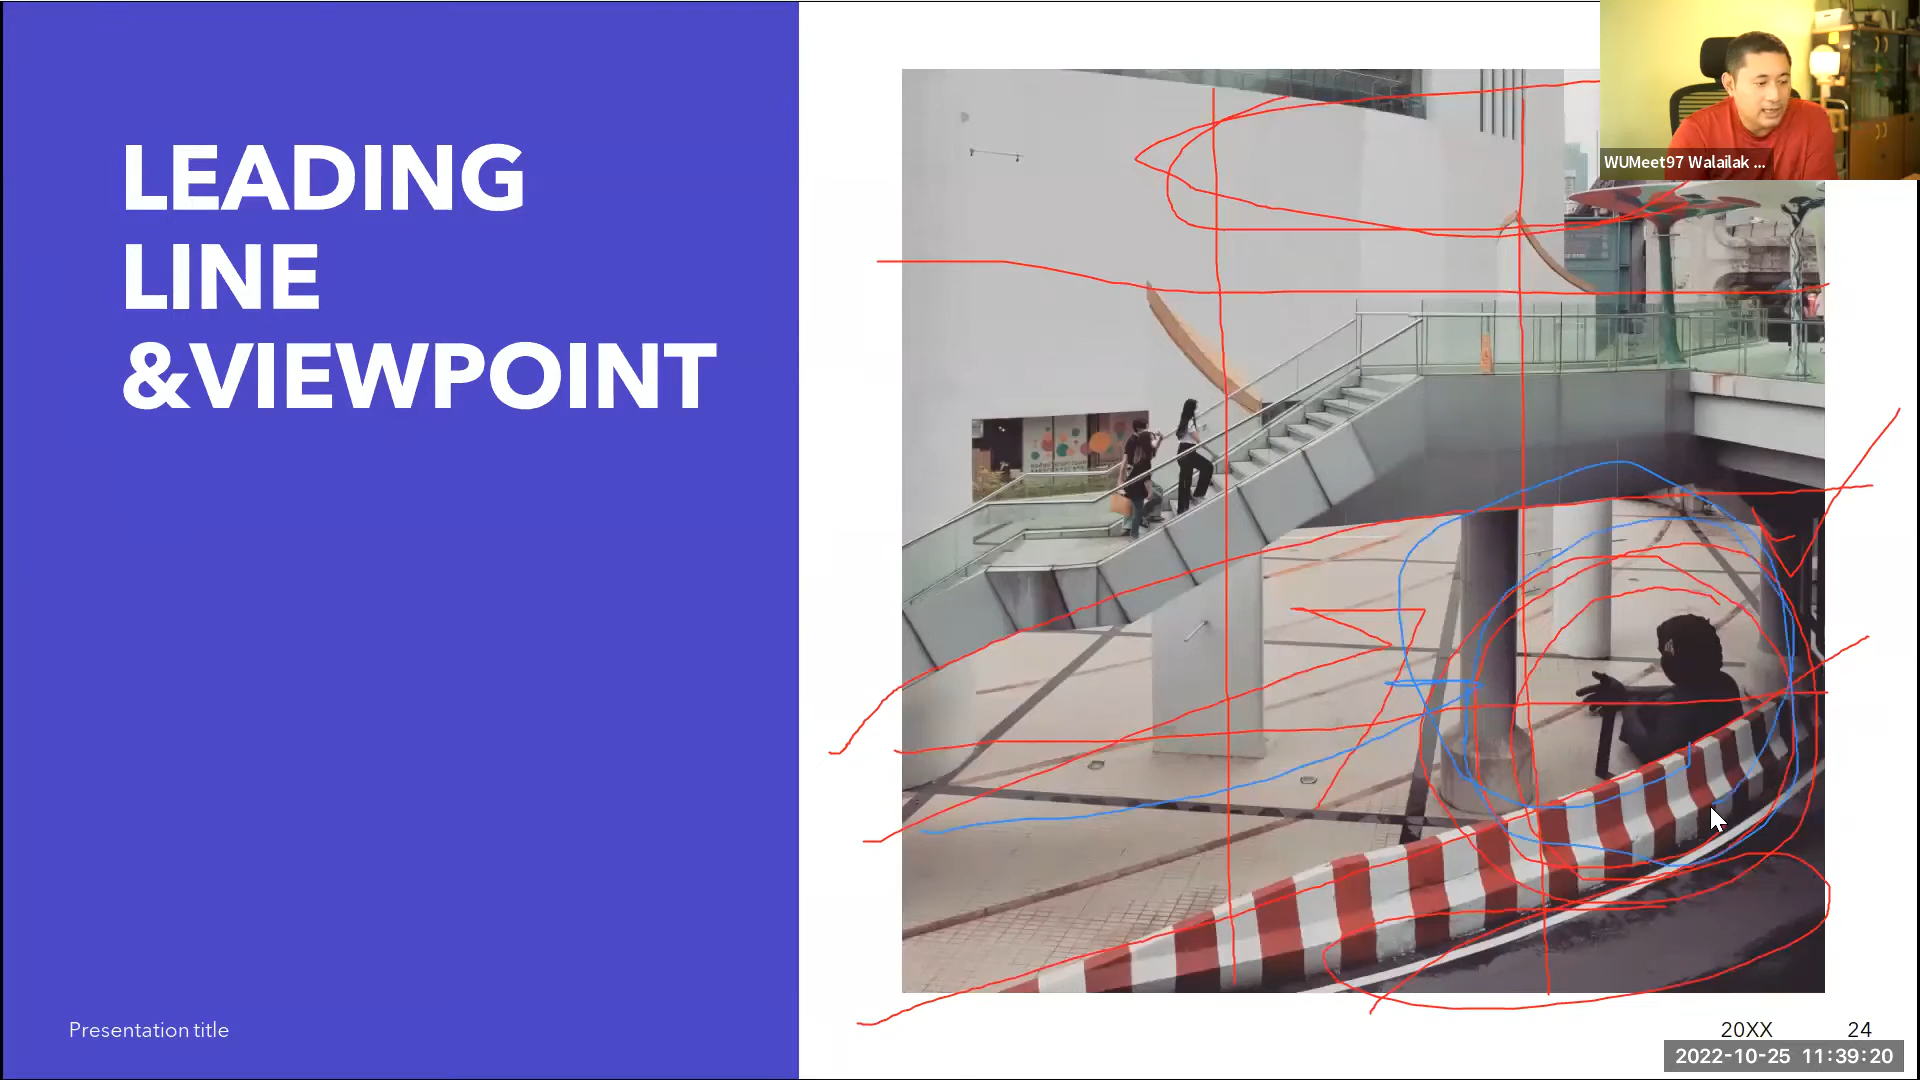 LEADING
LINE
&VIEWPOINT
WUMeet97 Walailak ...
Presentation title
20XX
24
2022-10-25 11:39:20